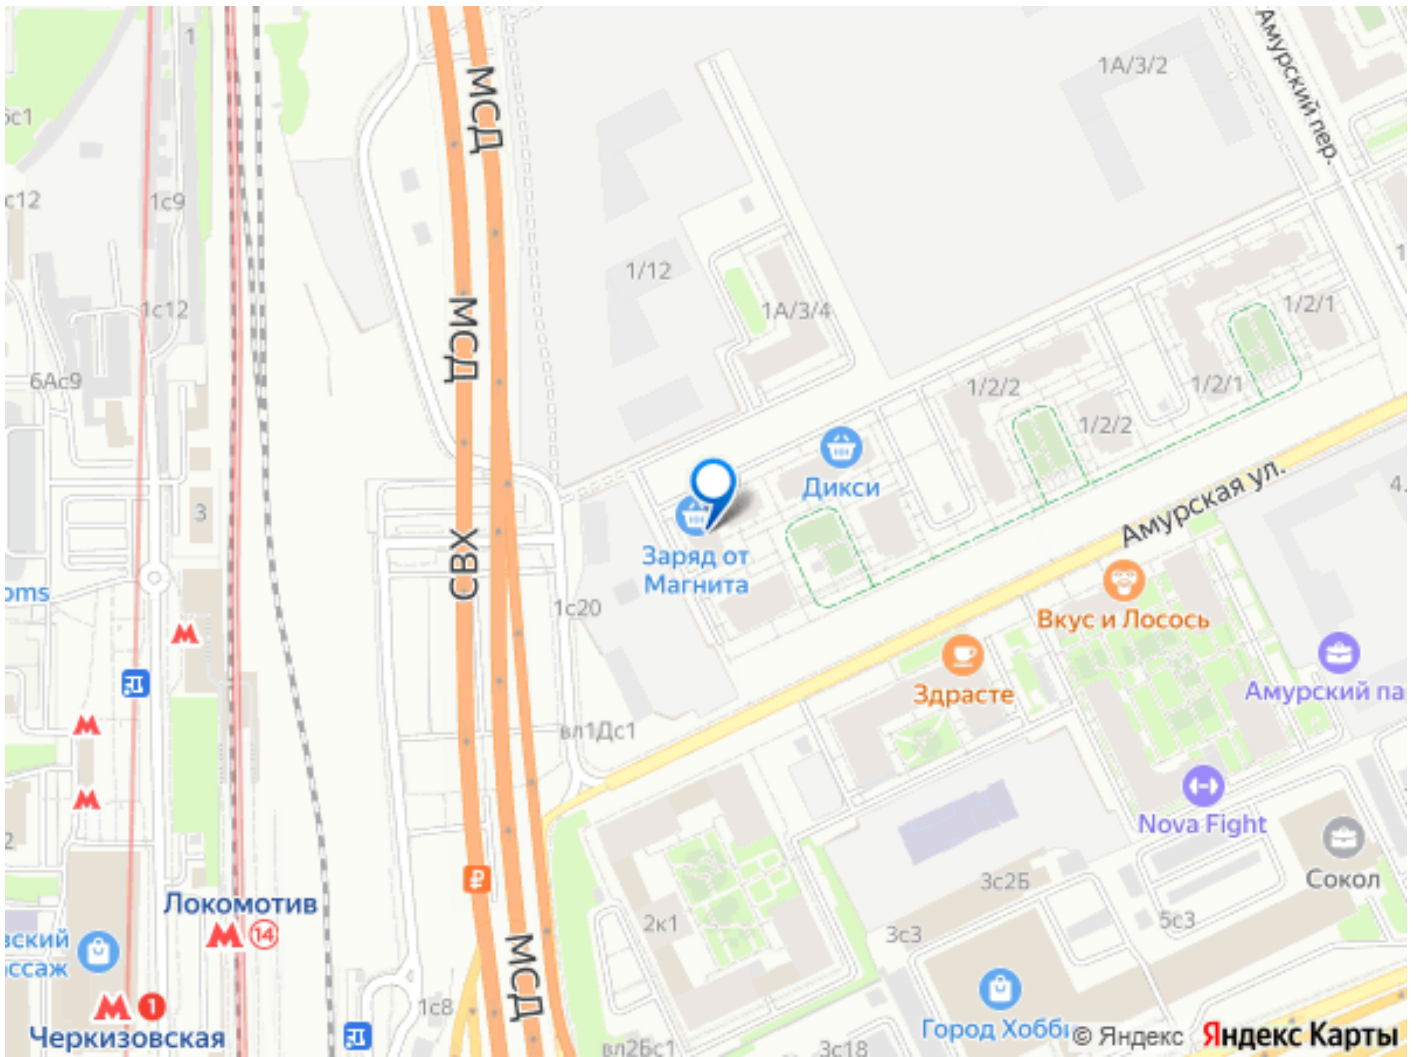 1
МСД
1А/3/2
Амурский пер.
с12
1с9
1/12
1с12
МСД
1А/3/4
1/2/1
6Ас9
1/2/2
1/2/1
1/2/2
Дикси
3
СВХ
Заряд от
Магнита
Амурская ул.
1с20
Вкус и Лосось
Здрасте
Амурский па
вл1Дс1
Nova Fight
3с2Б
Сокол
Локомотив
14
2к1
3с3
5с3
МСД
1
Черкизовская
1с8
Город Хобби
вл2Бс1
3с18
© Яндекс
Яндекс Карты